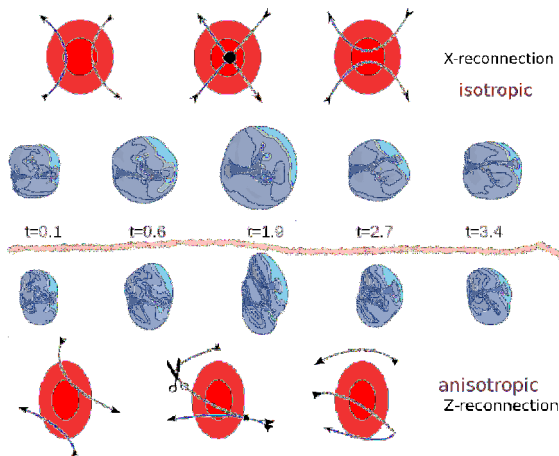 X-reconnection
isotropic
t=0.1 t=0.6 t=1.9 t=2.7 t=3.4
anisotropic
Z-reconnection